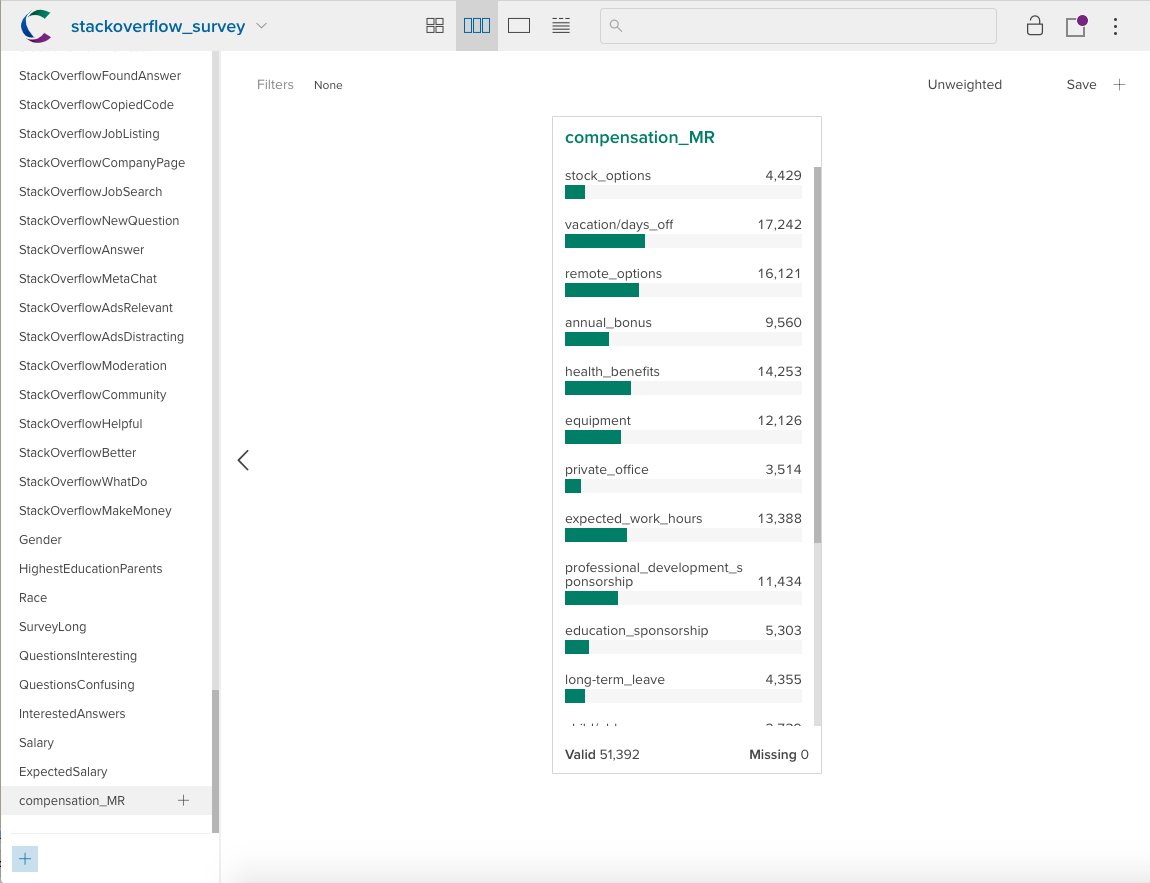 stackoverflow_survey
StackOverflowFoundAnswer
StackOverflowCopiedCode
StackOverflowJobListing
StackOverflowCompanyPage
StackOverflowJobSearch
StackOverflowNewQuestion
StackOverflowAnswer
StackOverflowMetaChat
StackOverflowAdsRelevant
StackOverflowAdsDistracting
StackOverflowModeration
StackOverflowCommunity
StackOverflowHelpful
StackOverflowBetter
StackOverflowWhatDo
StackOverflowMakeMoney
Gender
HighestEducationParents
Race
SurveyLong
QuestionsInteresting
QuestionsConfusing
InterestedAnswers
Salary
ExpectedSalary
compensation_MR
Filters None
Unweighted
Save
compensation_MR
stock_options 4,429
vacation/days_off 17,242
remote_options 16,121
annual_bonus 9,560
health_benefits 14,253
equipment 12,126
private_office 3,514
expected_work_hours 13,388
professional_development_s
ponsorship 11,434
education_sponsorship 5,303
long-term_leave 4,355
Valid 51,392 Missing 0